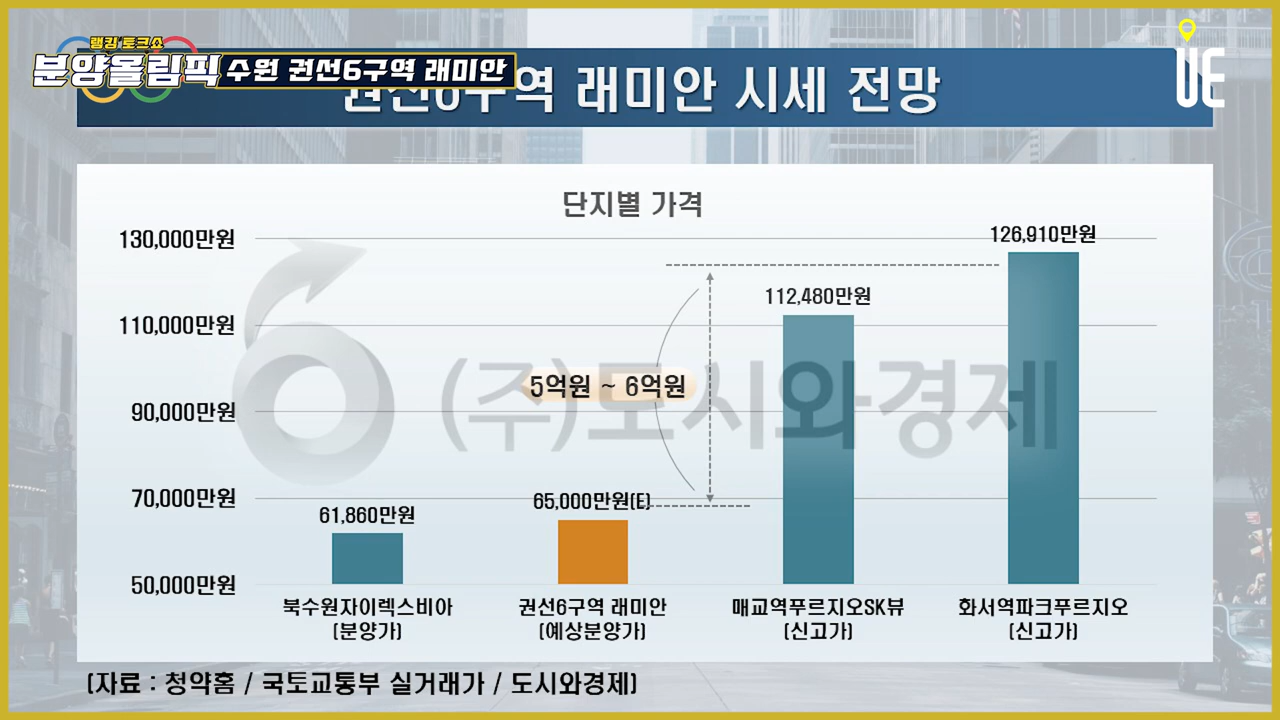 랭킹 토크쇼
분양올림픽 수원 권선6구역 래미안
UE
권선6구역 래미안 시세 전망
단지별 가격
130,000만원
110,000만원
90,000만원
70,000만원
50,000만원
61,860만원
65,000만원(E)
112,480만원
126,910만원
5억원 ~ 6억원
(주)도시와경제
북수원자이렉스비아
(분양가)
권선6구역 래미안
(예상분양가)
매교역푸르지오SK뷰
(신고가)
화서역파크푸르지오
(신고가)
(자료 : 청약홈 / 국토교통부 실거래가 / 도시와경제)